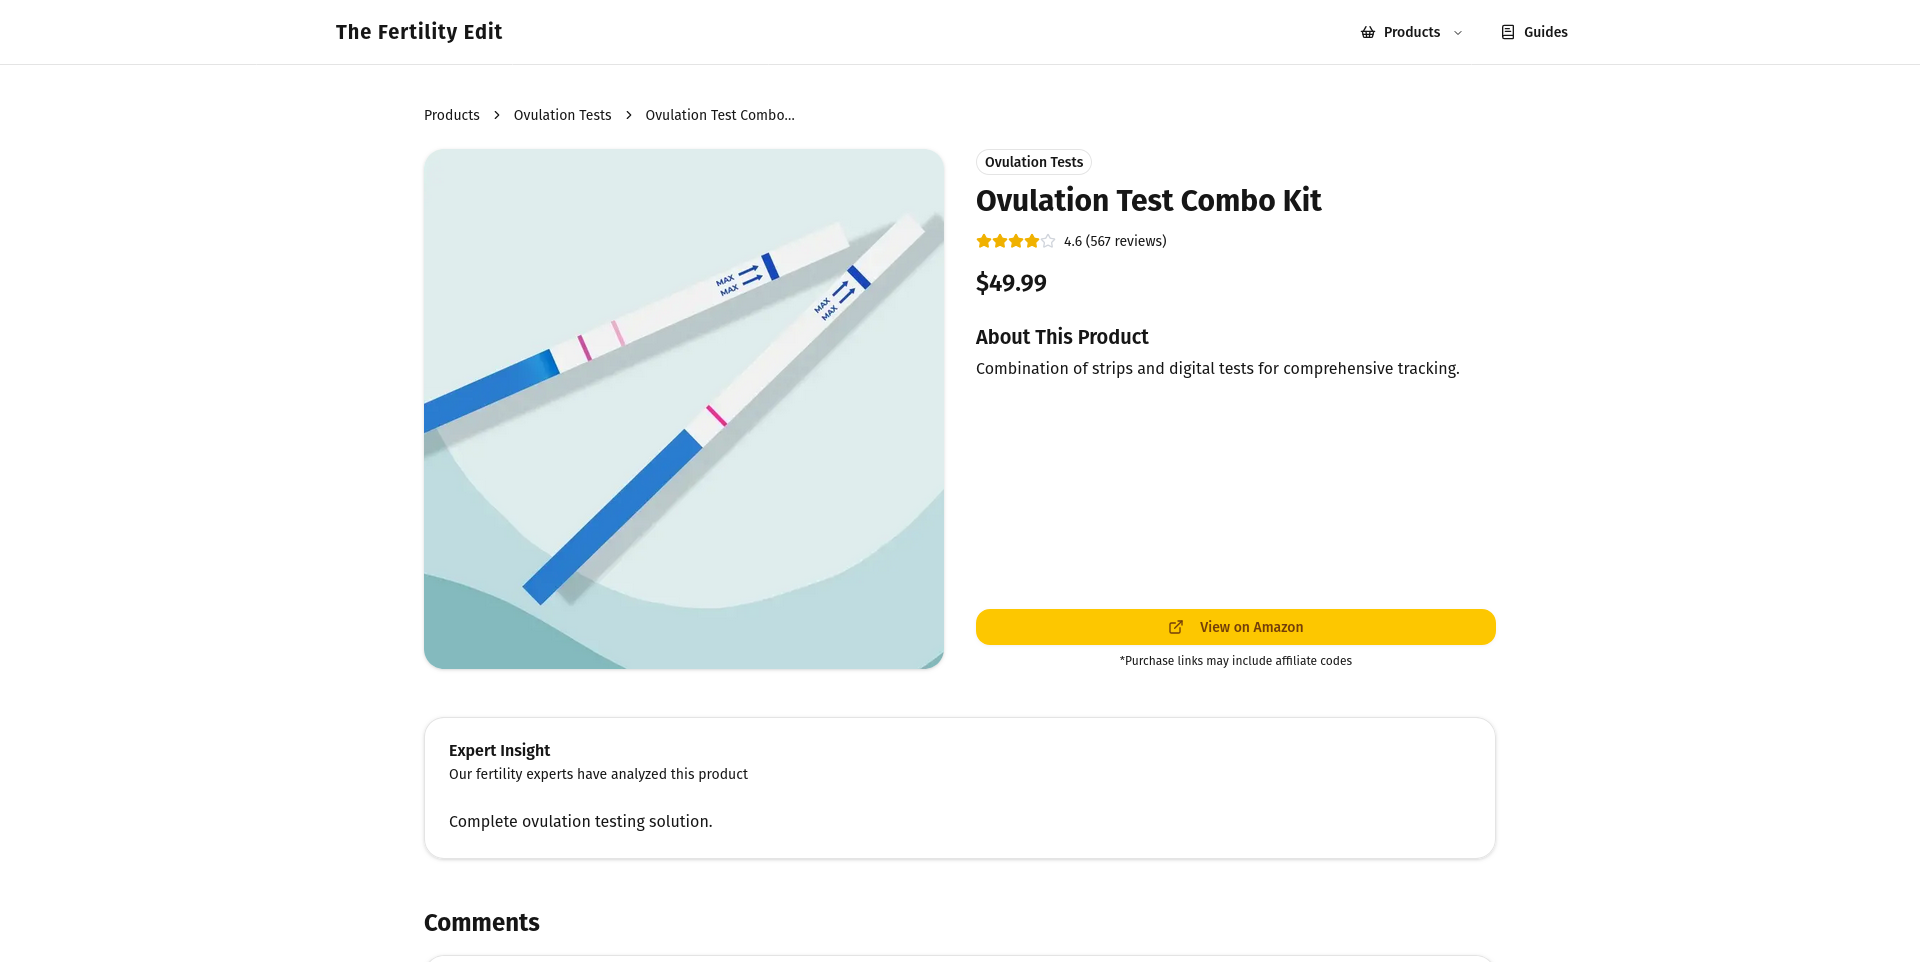 The Fertility Edit
Products
Guides
Products > Ovulation Tests > Ovulation Test Combo...
MAX
MAX
MAX
MAX
Ovulation Tests
Ovulation Test Combo Kit
4.6 (567 reviews)
$49.99
About This Product
Combination of strips and digital tests for comprehensive tracking.
View on Amazon
*Purchase links may include affiliate codes
Expert Insight
Our fertility experts have analyzed this product
Complete ovulation testing solution.
Comments